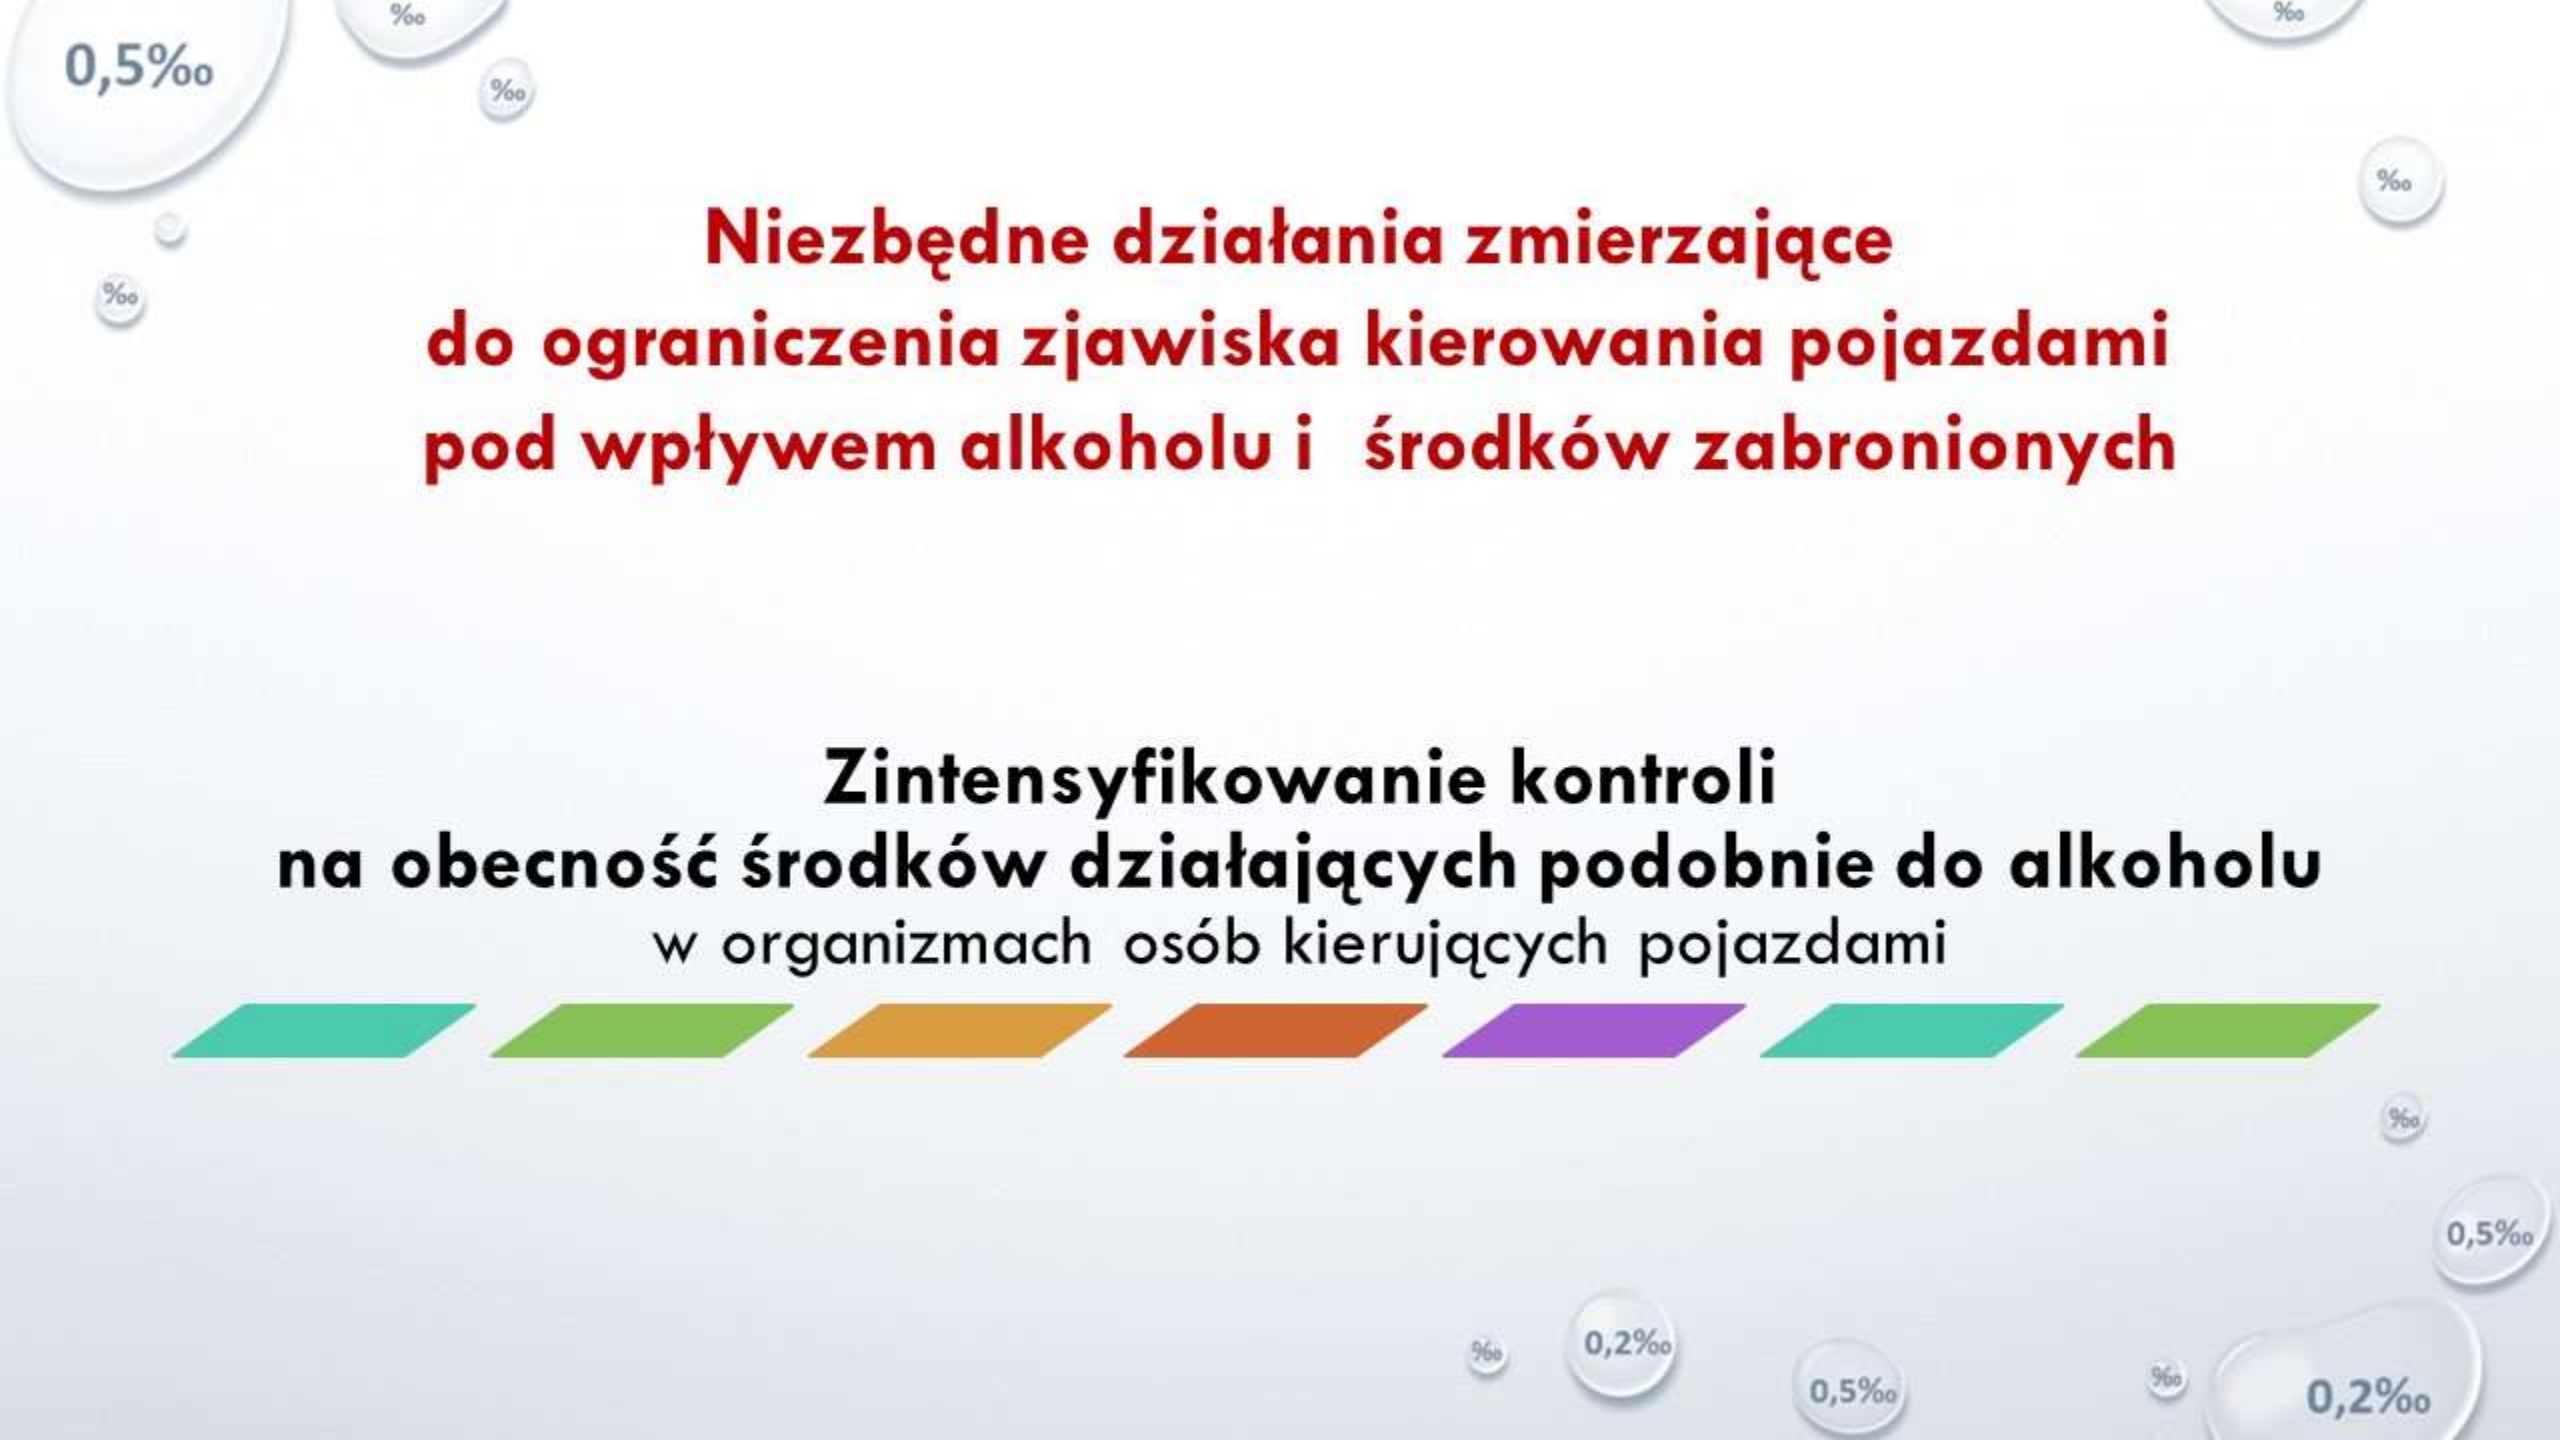 ‰
‰
0,5‰
‰
‰
‰
Niezbędne działania zmierzające
do ograniczenia zjawiska kierowania pojazdami
pod wpływem alkoholu i środków zabronionych
Zintensyfikowanie kontroli
na obecność środków działających podobnie do alkoholu
w organizmach osób kierujących pojazdami
‰
0,5‰
0,2‰
‰
0,5‰
‰
0,2‰